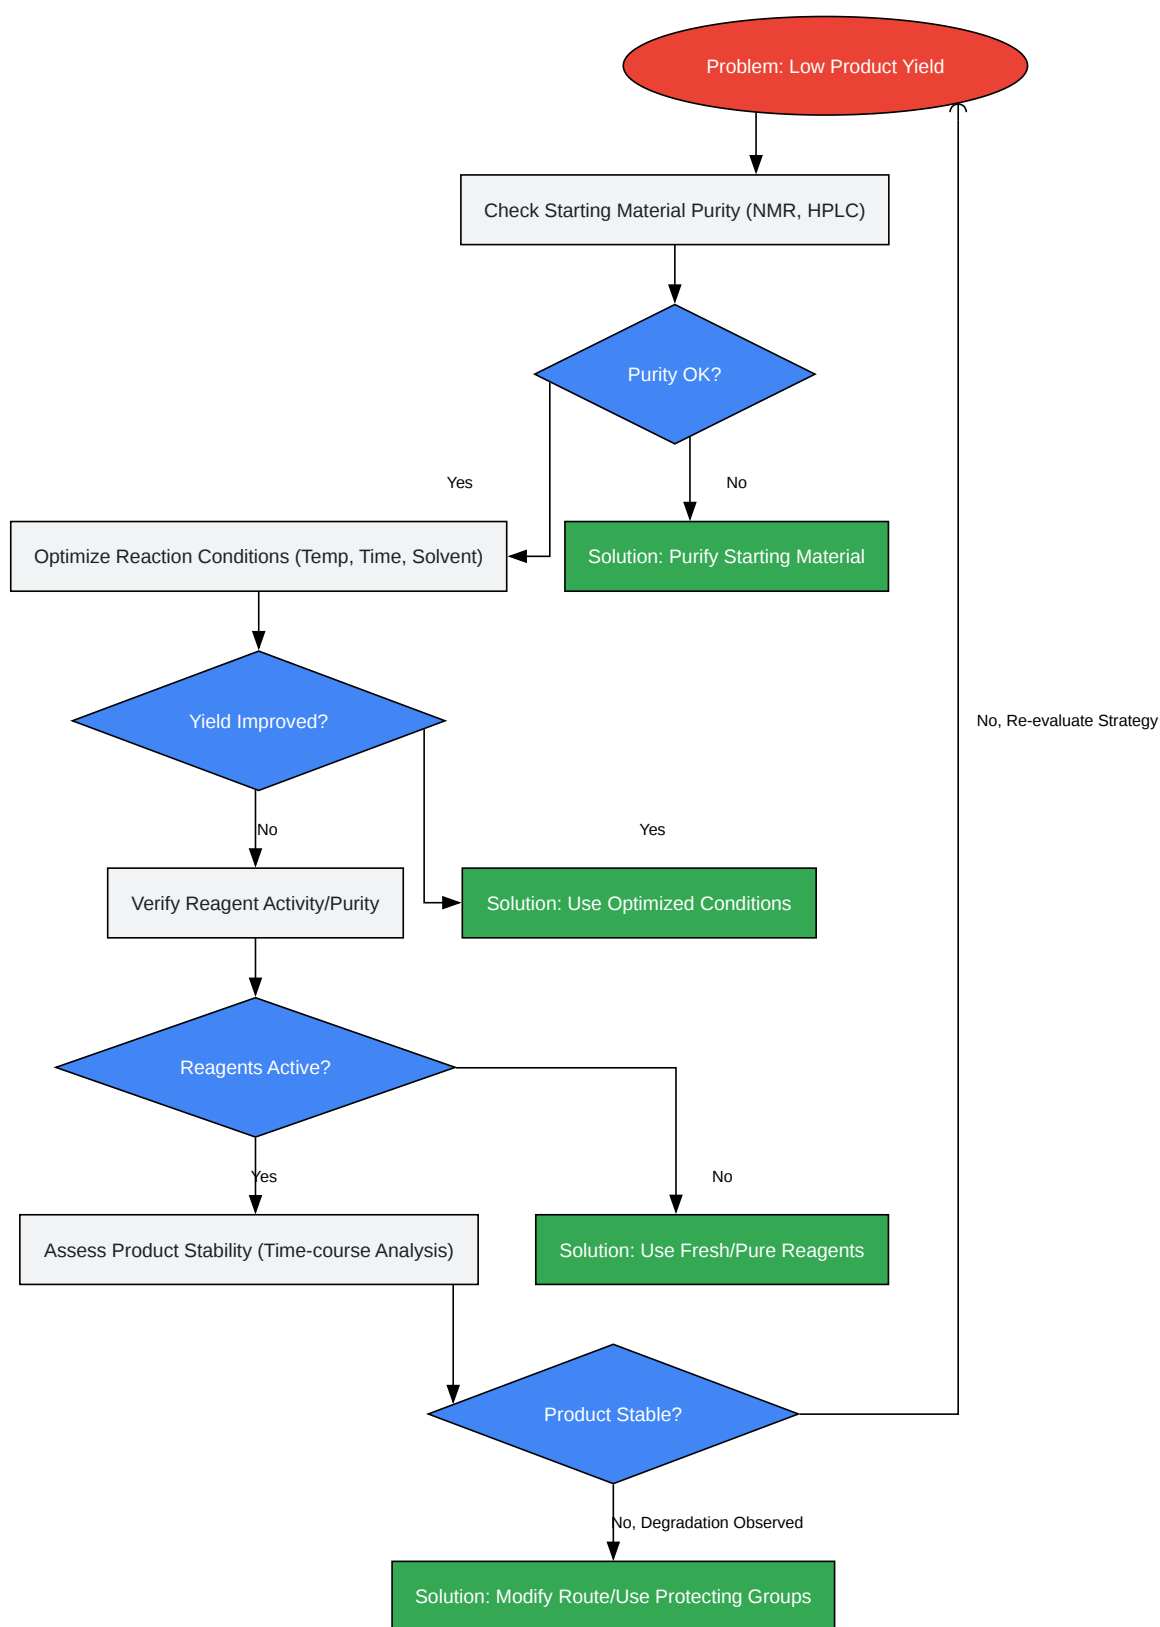 Problem: Low Product Yield
Check Starting Material Purity (NMR, HPLC)
Purity OK?
Yes
No
Optimize Reaction Conditions (Temp, Time, Solvent)
Solution: Purify Starting Material
Yield Improved?
No, Re-evaluate Strategy
No
Yes
Verify Reagent Activity/Purity
Solution: Use Optimized Conditions
Reagents Active?
Yes
No
Assess Product Stability (Time-course Analysis)
Solution: Use Fresh/Pure Reagents
Product Stable?
No, Degradation Observed
Solution: Modify Route/Use Protecting Groups